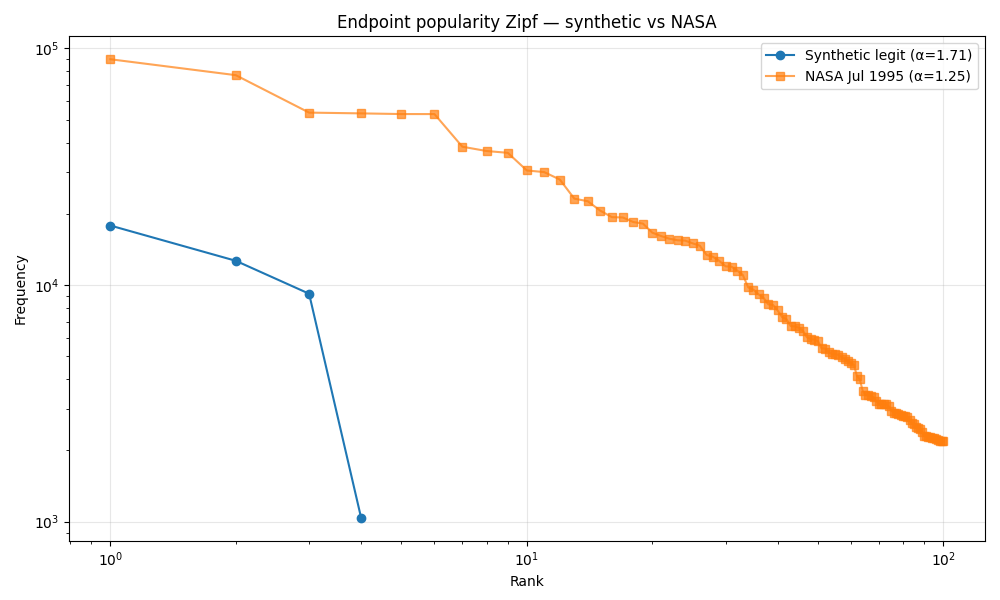 Endpoint popularity Zipf — synthetic vs NASA
Synthetic legit (α=1.71)
NASA Jul 1995 (α=1.25)
Frequency
10⁵
10⁴
10³
10⁰
10¹
10²
Rank